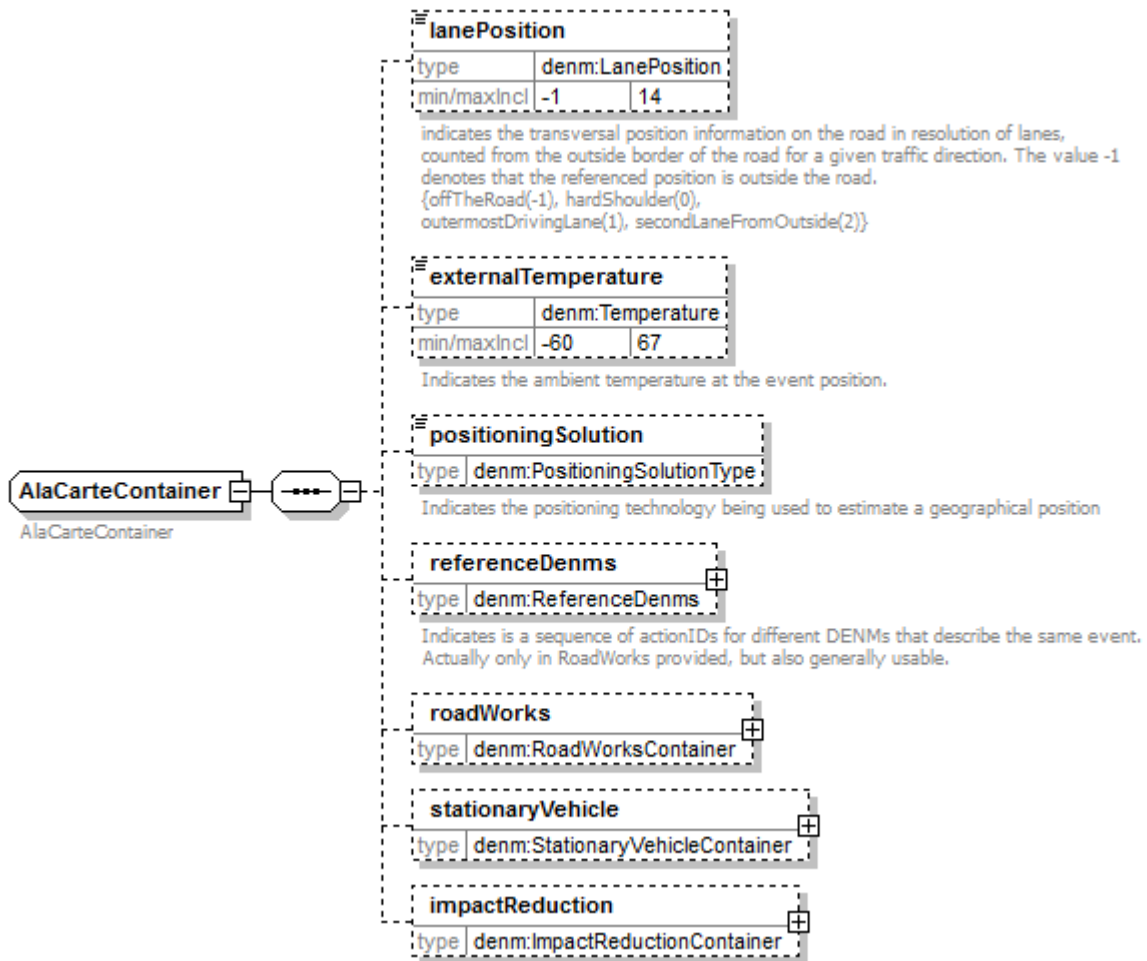 lanePosition
type denm:LanePosition
min/maxIncl -1 14
indicates the transversal position information on the road in resolution of lanes,
counted from the outside border of the road for a given traffic direction. The value -1
denotes that the referenced position is outside the road.
{offTheRoad(-1), hardShoulder(0),
outermostDrivingLane(1), secondLaneFromOutside(2)}
externalTemperature
type denm:Temperature
min/maxIncl -60 67
Indicates the ambient temperature at the event position.
positioningSolution
type denm:PositioningSolutionType
Indicates the positioning technology being used to estimate a geographical position
AlaCarteContainer
AlaCarteContainer
referenceDenms
type denm:ReferenceDenms
Indicates is a sequence of actionIDs for different DENMs that describe the same event.
Actually only in RoadWorks provided, but also generally usable.
roadWorks
type denm:RoadWorksContainer
stationaryVehicle
type denm:StationaryVehicleContainer
impactReduction
type denm:ImpactReductionContainer